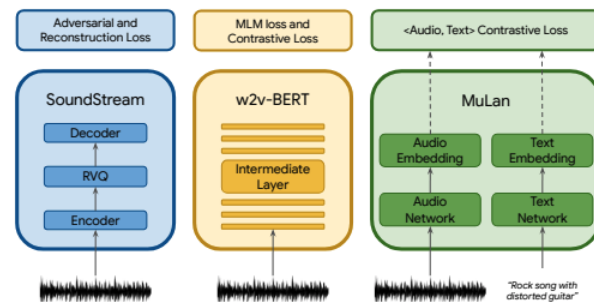 Adversarial and
Reconstruction Loss
MLM loss and
Contrastive Loss
<Audio, Text> Contrastive Loss
SoundStream
Decoder
RVQ
Encoder
w2v-BERT
Intermediate
Layer
MuLan
Audio
Embedding
Text
Embedding
Audio
Network
Text
Network
"Rock song with
distorted guitar"